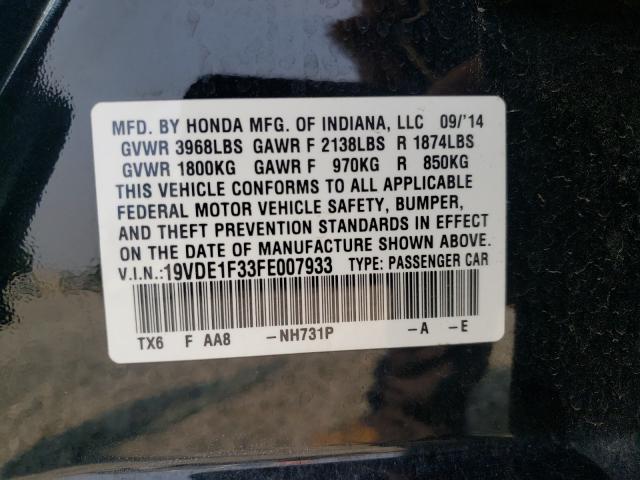 MFD. BY HONDA MFG. OF INDIANA, LLC 09/'14
GVWR 3968LBS GAWR F 2138LBS R 1874LBS
GVWR 1800KG GAWR F 970KG R 850KG
THIS VEHICLE CONFORMS TO ALL APPLICABLE
FEDERAL MOTOR VEHICLE SAFETY, BUMPER,
AND THEFT PREVENTION STANDARDS IN EFFECT
ON THE DATE OF MANUFACTURE SHOWN ABOVE.
V.I.N.:19VDE1F33FE007933 TYPE: PASSENGER CAR
TX6 F AA8 -NH731P -A -E